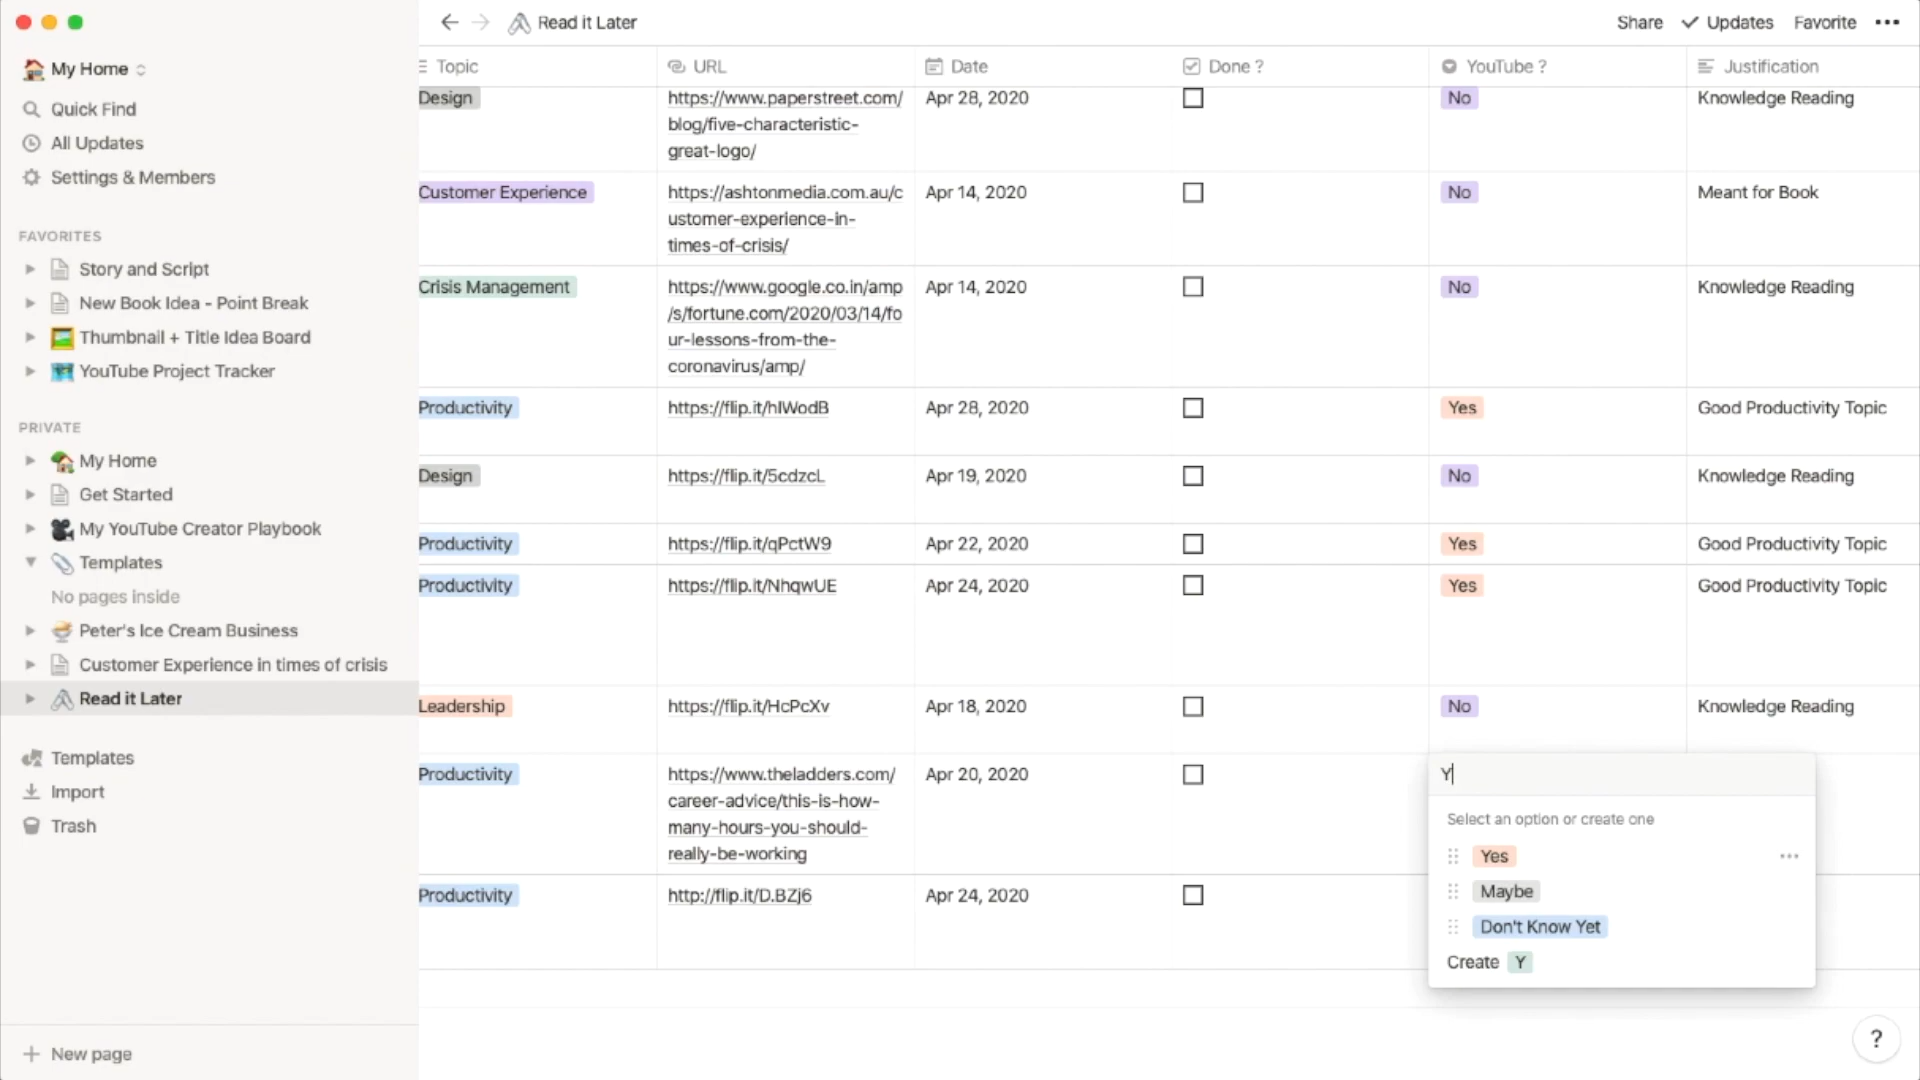 Read it Later
Share
Updates
Favorite
My Home
Quick Find
All Updates
Settings & Members
FAVORITES
Story and Script
New Book Idea - Point Break
Thumbnail + Title Idea Board
YouTube Project Tracker
PRIVATE
My Home
Get Started
My YouTube Creator Playbook
Templates
No pages inside
Peter's Ice Cream Business
Customer Experience in times of crisis
Read it Later
Templates
Import
Trash
New page
Topic URL Date Done ? YouTube ? Justification
Design https://www.paperstreet.com/ Apr 28, 2020 No Knowledge Reading
blog/five-characteristic-
great-logo/
Customer Experience https://ashtonmedia.com.au/c Apr 14, 2020 No Meant for Book
ustomer-experience-in-
times-of-crisis/
Crisis Management https://www.google.co.in/amp Apr 14, 2020 No Knowledge Reading
/s/fortune.com/2020/03/14/fo
ur-lessons-from-the-
coronavirus/amp/
Productivity https://flip.it/hIWodB Apr 28, 2020 Yes Good Productivity Topic
Design https://flip.it/5cdzcL Apr 19, 2020 No Knowledge Reading
Productivity https://flip.it/qPctW9 Apr 22, 2020 Yes Good Productivity Topic
Productivity https://flip.it/NhqwUE Apr 24, 2020 Yes Good Productivity Topic
Leadership https://flip.it/HcPcXv Apr 18, 2020 No Knowledge Reading
Productivity https://www.theladders.com/ Apr 20, 2020
career-advice/this-is-how-
many-hours-you-should-
really-be-working
Productivity http://flip.it/D.BZj6 Apr 24, 2020
Y
Select an option or create one
Yes
Maybe
Don't Know Yet
Create Y
?